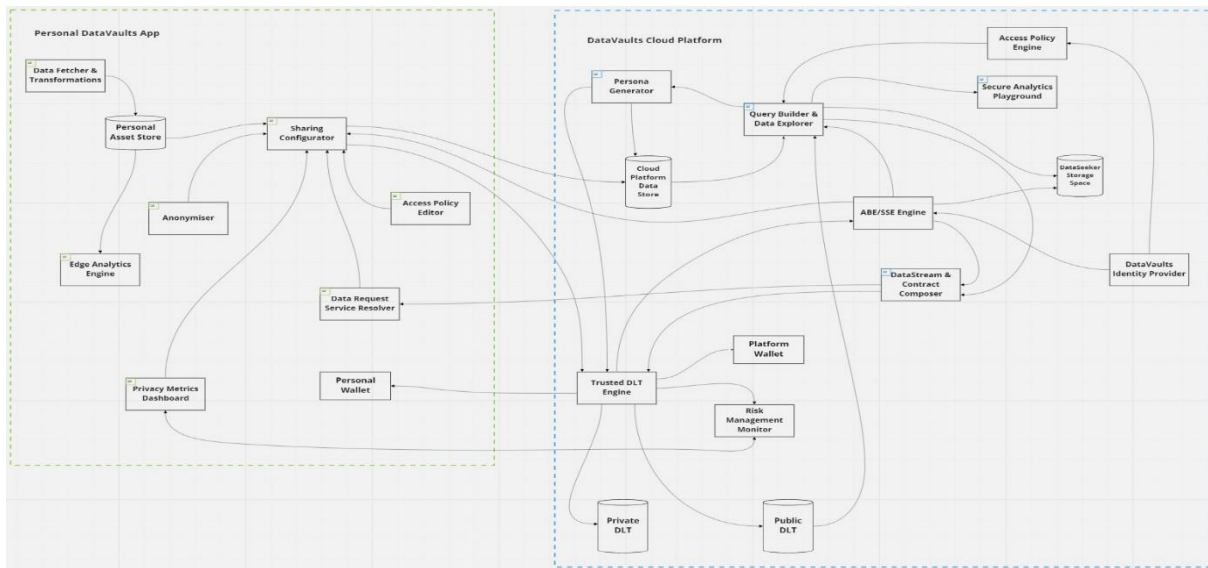 Personal DataVaults App
Data Fetcher &
Transformations
Personal
Asset Store
Sharing
Configurator
Anonymiser
Access Policy
Editor
Edge Analytics
Engine
Data Request
Service Resolver
Privacy Metrics
Dashboard
Personal
Wallet
DataVaults Cloud Platform
Persona
Generator
Query Builder &
Data Explorer
Access Policy
Engine
Secure Analytics
Playground
Cloud
Platform
Data
Store
DataSeeker
Storage
Space
ABE/SSE Engine
DataVaults
Identity Provider
DataStream &
Contract
Composer
Platform
Wallet
Trusted DLT
Engine
Risk
Management
Monitor
Private
DLT
Public
DLT